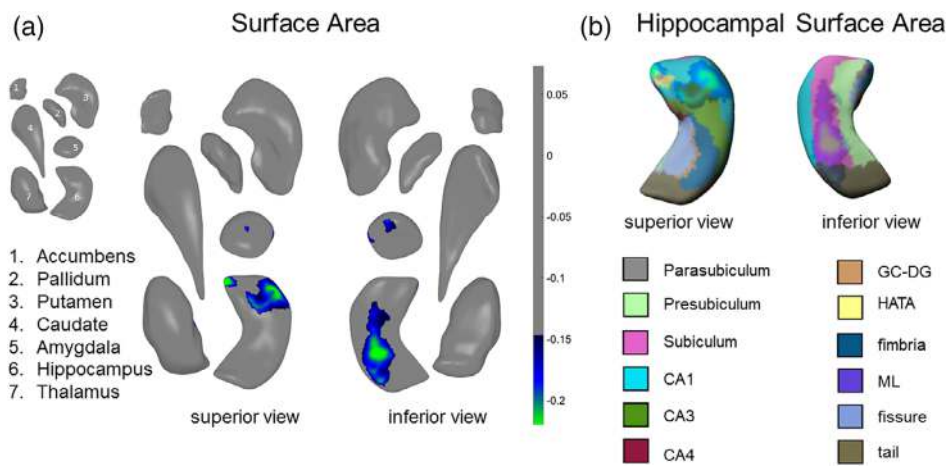 (a)
Surface Area
1
2
3
4
5
6
7
1. Accumbens
2. Pallidum
3. Putamen
4. Caudate
5. Amygdala
6. Hippocampus
7. Thalamus
superior view
inferior view
0.05
0
-0.05
-0.1
-0.15
-0.2
(b)
Hippocampal Surface Area
superior view
inferior view
Parasubiculum
Presubiculum
Subiculum
CA1
CA3
CA4
GC-DG
HATA
fimbria
ML
fissure
tail